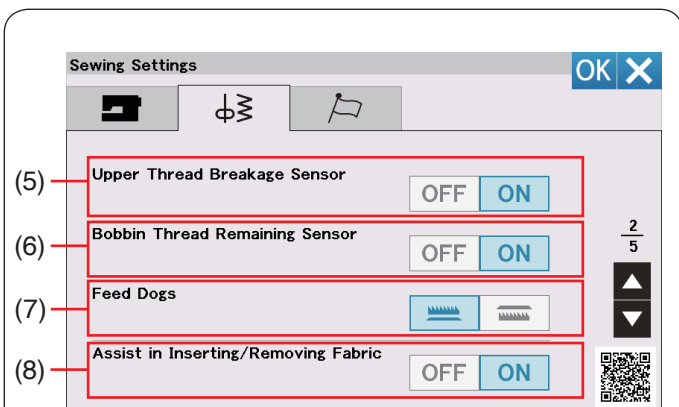 Sewing Settings
OK
(5) Upper Thread Breakage Sensor
OFF ON
(6) Bobbin Thread Remaining Sensor
OFF ON
2
5
(7) Feed Dogs
(8) Assist in Inserting/Removing Fabric
OFF ON